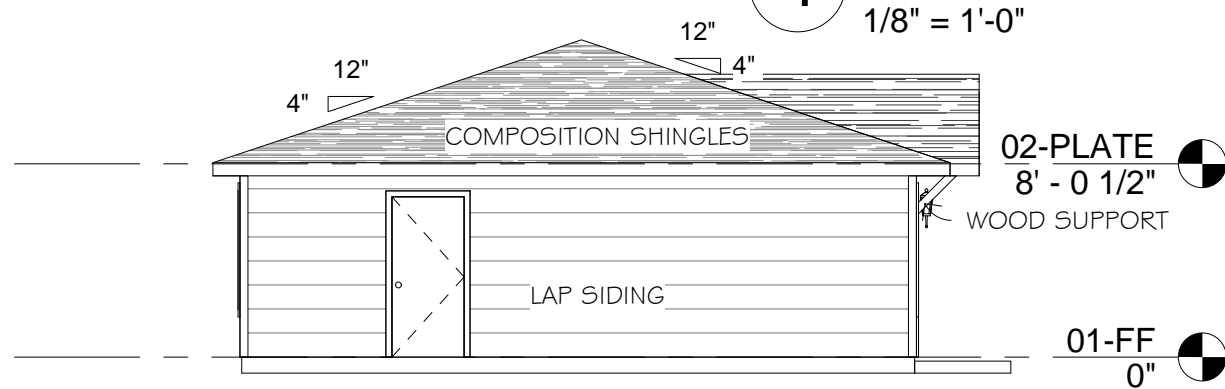 1/8" = 1'-0"
12"
4"
12"
4"
COMPOSITION SHINGLES
02-PLATE
8' - 0 1/2"
WOOD SUPPORT
LAP SIDING
01-FF
0"